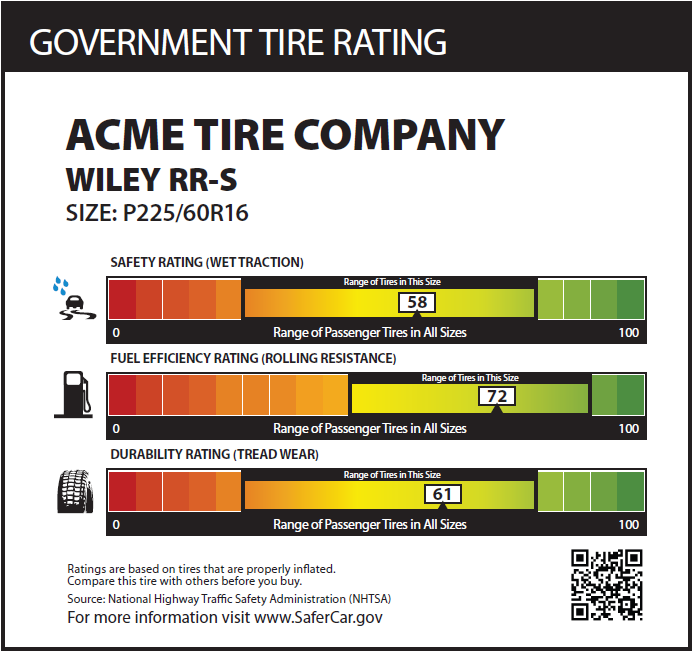 GOVERNMENT TIRE RATING
ACME TIRE COMPANY
WILEY RR-S
SIZE: P225/60R16
SAFETY RATING (WET TRACTION)
Range of Tires in This Size
58
0 Range of Passenger Tires in All Sizes 100
FUEL EFFICIENCY RATING (ROLLING RESISTANCE)
Range of Tires in This Size
72
0 Range of Passenger Tires in All Sizes 100
DURABILITY RATING (TREAD WEAR)
Range of Tires in This Size
61
0 Range of Passenger Tires in All Sizes 100
Ratings are based on tires that are properly inflated.
Compare this tire with others before you buy.
Source: National Highway Traffic Safety Administration (NHTSA)
For more information visit www.SaferCar.gov